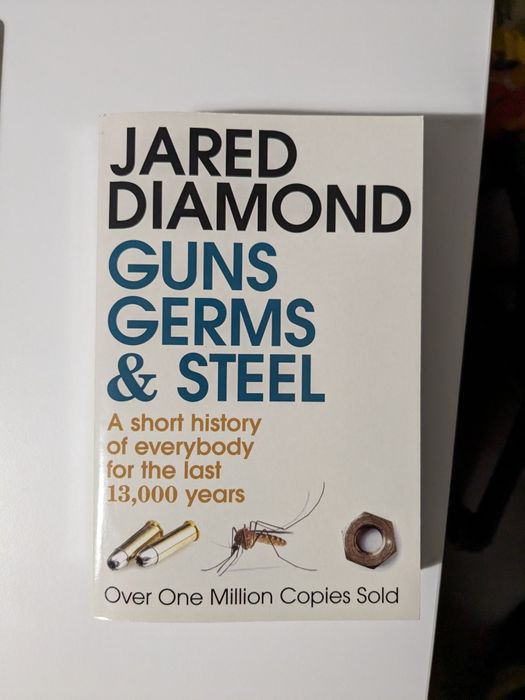 JARED
DIAMOND
GUNS
GERMS
& STEEL
A short history
of everybody
for the last
13,000 years
Over One Million Copies Sold